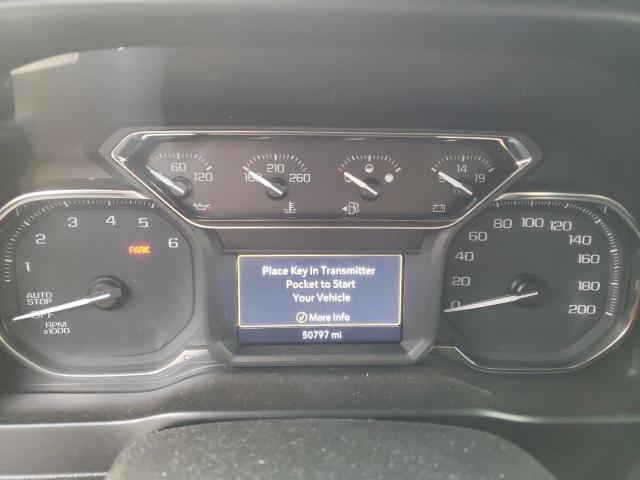 60 120
160 210 260
9 14 19
1 2 3 4 5 6
PARK
AUTO STOP
OFF
RPM
x1000
0 20 40 60 80 100 120 140 160 180 200
Place Key in Transmitter
Pocket to Start
Your Vehicle
More Info
50797 mi